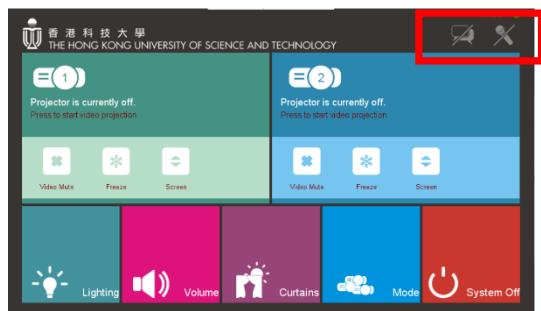 香港科技大學
THE HONG KONG UNIVERSITY OF SCIENCE AND TECHNOLOGY
1
Projector is currently off.
Press to start video projection
Video Mute
Freeze
Screen
2
Projector is currently off.
Press to start video projection.
Video Mute
Freeze
Screen
Lighting
Volume
Curtains
Mode
System Off